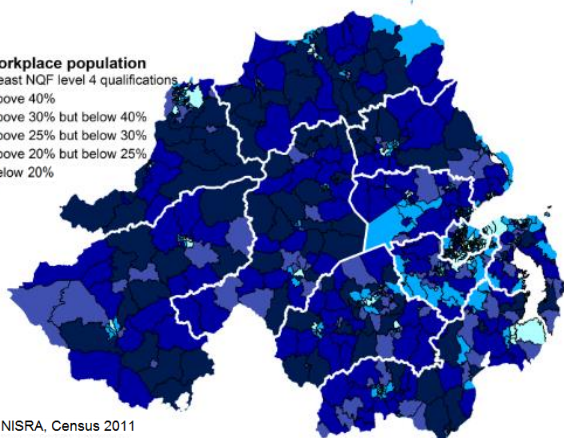 orkplace population
east NQF level 4 qualifications
bove 40%
bove 30% but below 40%
bove 25% but below 30%
bove 20% but below 25%
elow 20%
NISRA, Census 2011